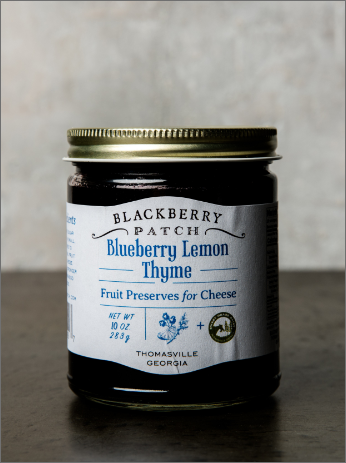 BLACKBERRY
PATCH
Blueberry Lemon
Thyme
Fruit Preserves for Cheese
NET WT
10 OZ
283g
+
THOMASVILLE
GEORGIA